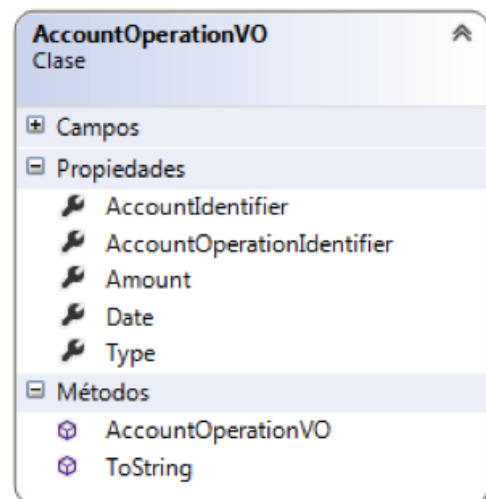 AccountOperationVO
Clase
Campos
Propiedades
AccountIdentifier
AccountOperationIdentifier
Amount
Date
Type
Métodos
AccountOperationVO
ToString